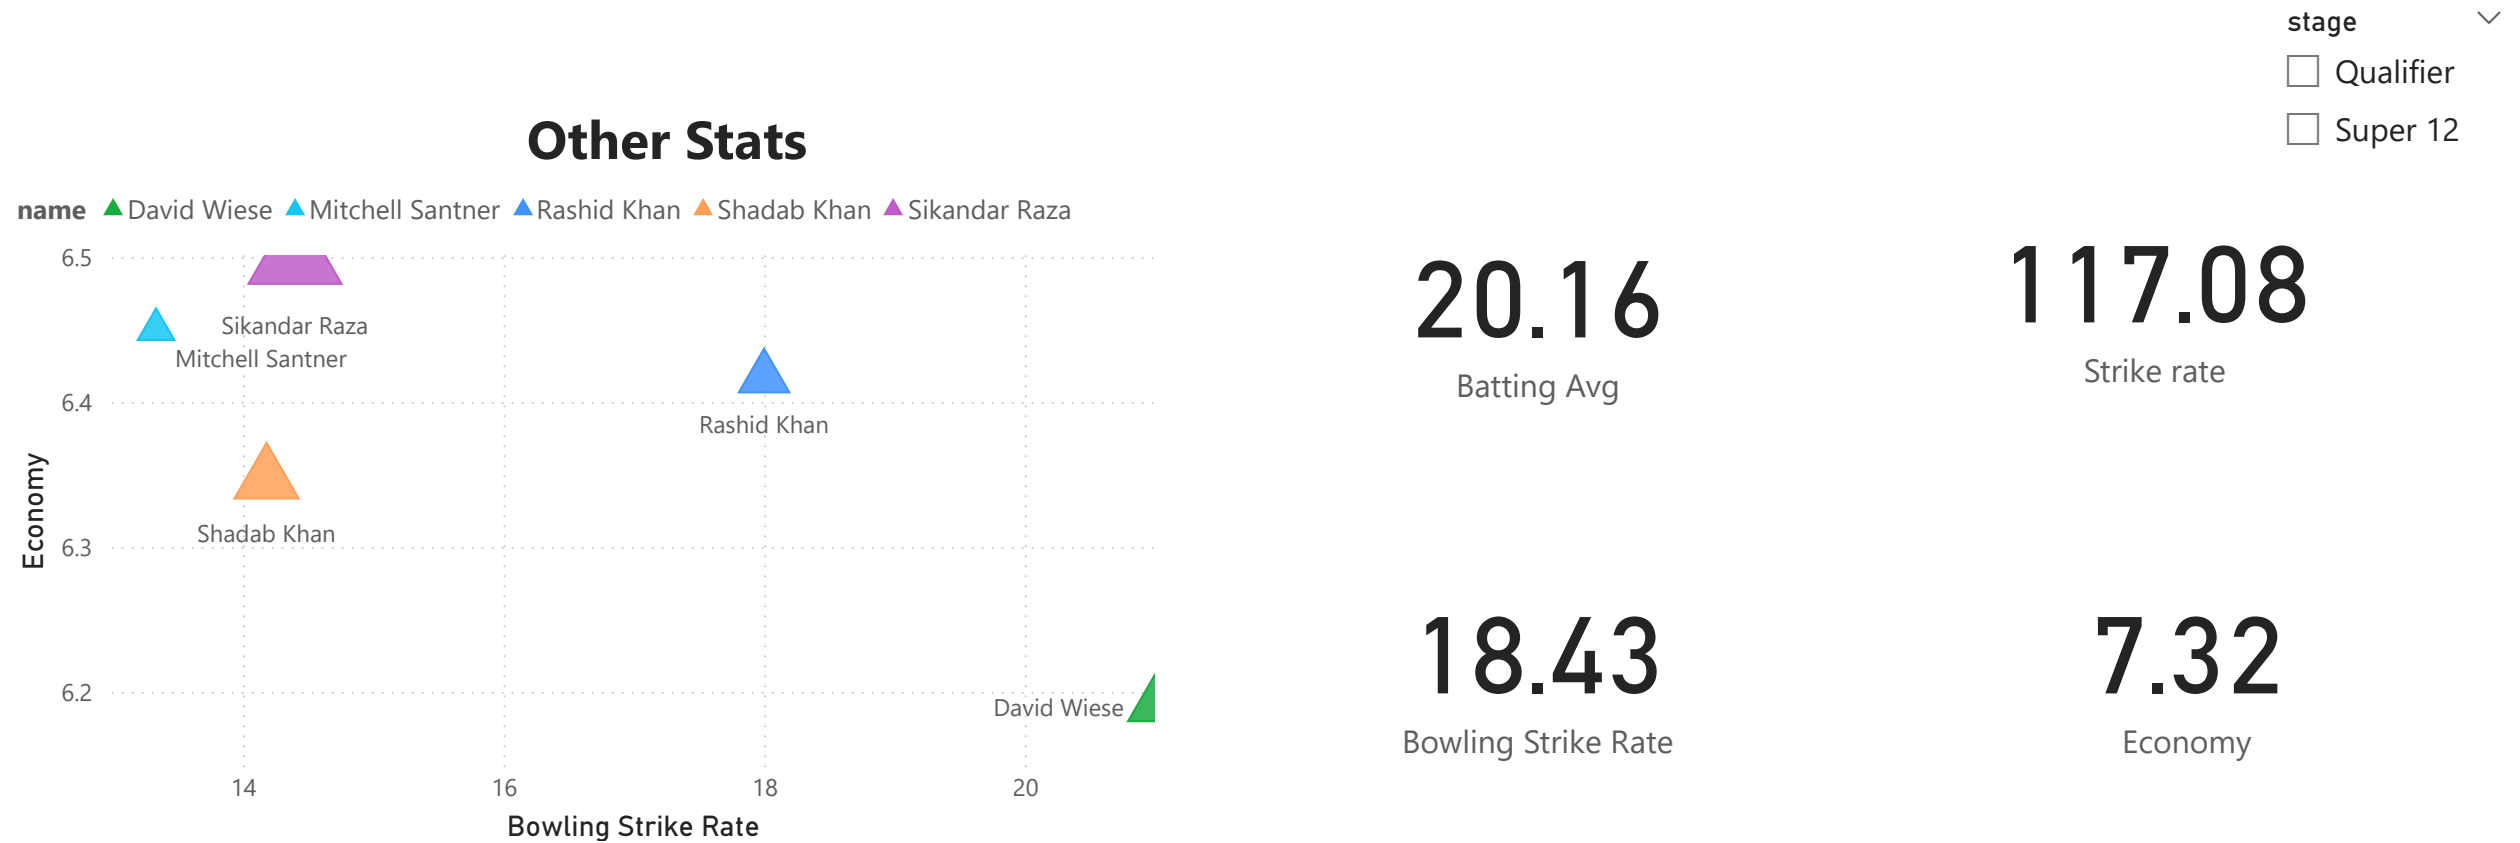 stage
Qualifier
Super 12
Other Stats
name David Wiese Mitchell Santner Rashid Khan Shadab Khan Sikandar Raza
6.5
6.4
6.3
6.2
Economy
Sikandar Raza
Mitchell Santner
Rashid Khan
Shadab Khan
David Wiese
14 16 18 20
Bowling Strike Rate
20.16
Batting Avg
117.08
Strike rate
18.43
Bowling Strike Rate
7.32
Economy